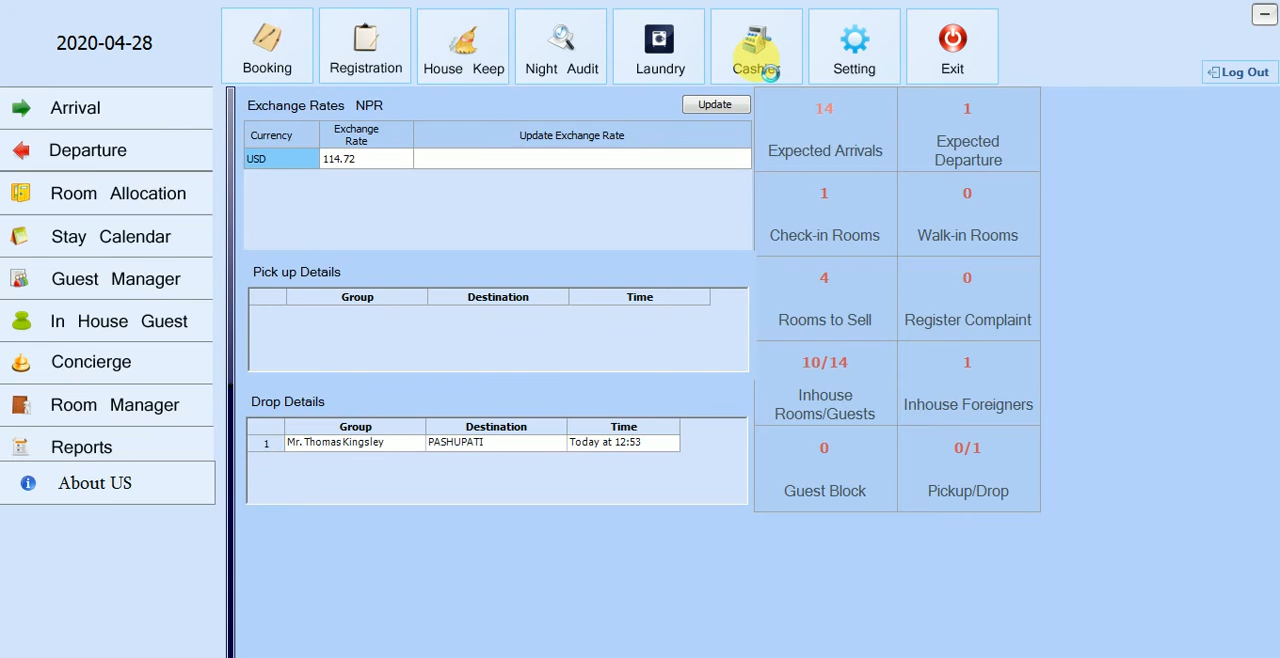 2020-04-28
Booking
Registration
House Keep
Night Audit
Laundry
Cashier
Setting
Exit
Log Out
Arrival
Departure
Room Allocation
Stay Calendar
Guest Manager
In House Guest
Concierge
Room Manager
Reports
About US
Exchange Rates NPR
Update
Currency
Exchange
Rate
Update Exchange Rate
USD
114.72
Pick up Details
Group
Destination
Time
Drop Details
Group
Destination
Time
1
Mr. Thomas Kingsley
PASHUPATI
Today at 12:53
14
Expected Arrivals
1
Expected
Departure
1
Check-in Rooms
0
Walk-in Rooms
4
Rooms to Sell
0
Register Complaint
10/14
Inhouse
Rooms/Guests
1
Inhouse Foreigners
0
Guest Block
0/1
Pickup/Drop